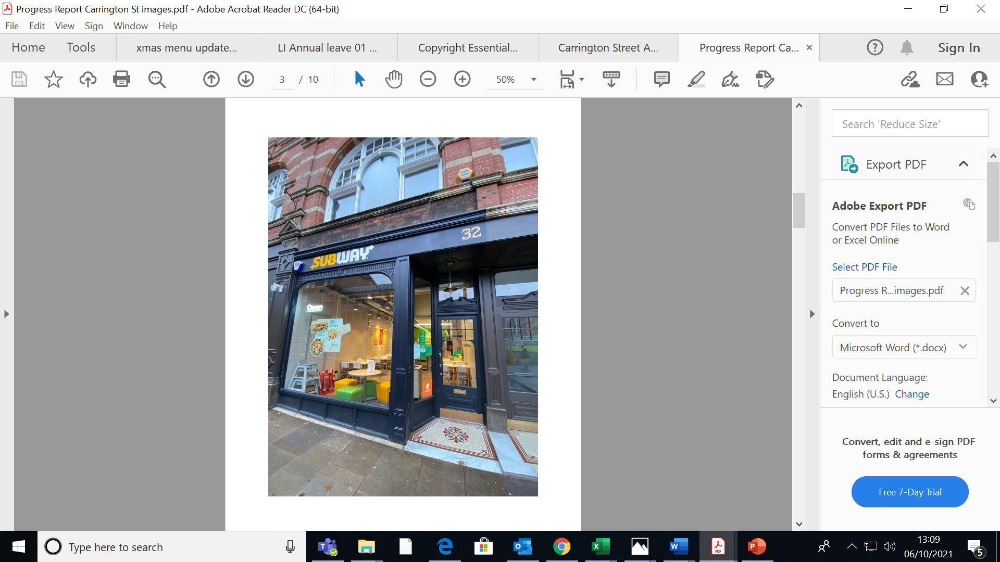 Progress Report Carrington St images.pdf - Adobe Acrobat Reader DC (64-bit)
File Edit View Sign Window Help
Home Tools xmas menu update... LI Annual leave 01 ... Copyright Essential... Carrington Street A... Progress Report Ca... × Sign In
3 / 10 50%
Search 'Reduce Size'
Export PDF
Adobe Export PDF
Convert PDF Files to Word
or Excel Online
Select PDF File
Progress R...images.pdf
Convert to
Microsoft Word (*.docx)
Document Language:
English (U.S.) Change
Convert, edit and e-sign PDF
forms & agreements
Free 7-Day Trial
ADT
32
SUBWAY
Open
Type here to search
13:09
06/10/2021
5